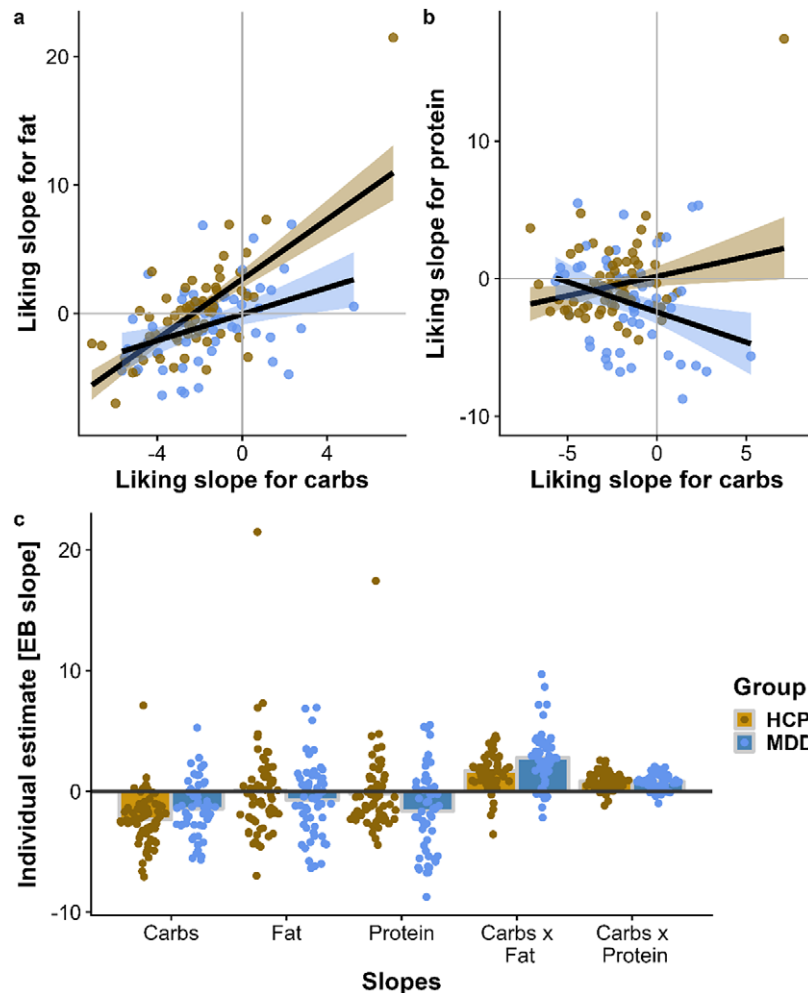 a
Liking slope for fat
20
10
0
-4
0
4
Liking slope for carbs
b
Liking slope for protein
10
0
-10
-5
0
5
Liking slope for carbs
c
Individual estimate [EB slope]
20
10
0
-10
Carbs
Fat
Protein
Carbs x
Fat
Carbs x
Protein
Slopes
Group
HCP
MDD